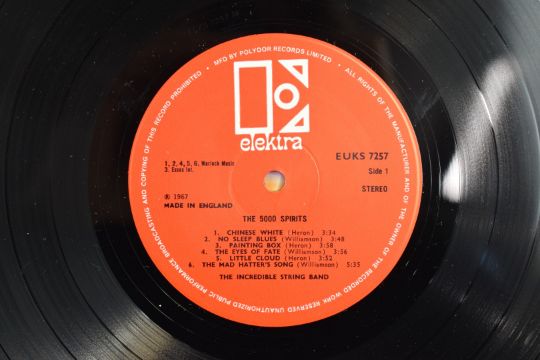 MFG BY POLYDOR RECORDS LIMITED • ALL RIGHTS OF THE MANUFACTURER AND OF THE OWNER OF THE RECORDED WORK RESERVED UNAUTHORIZED PUBLIC PERFORMANCE BROADCASTING AND COPYING OF THIS RECORD PROHIBITED •
elektra
EUKS 7257
1, 2, 4, 5, 6, Warlock Music
3. Essex Int.
Side 1
℗ 1967
STEREO
MADE IN ENGLAND
THE 5000 SPIRITS
1. CHINESE WHITE (Heron) 3:34
2. NO SLEEP BLUES (Williamson) 3:48
3. PAINTING BOX (Heron) 3:58
4. THE EYES OF FATE (Williamson) 3:56
5. LITTLE CLOUD (Heron) 3:52
6. THE MAD HATTER'S SONG (Williamson) 5:35
THE INCREDIBLE STRING BAND